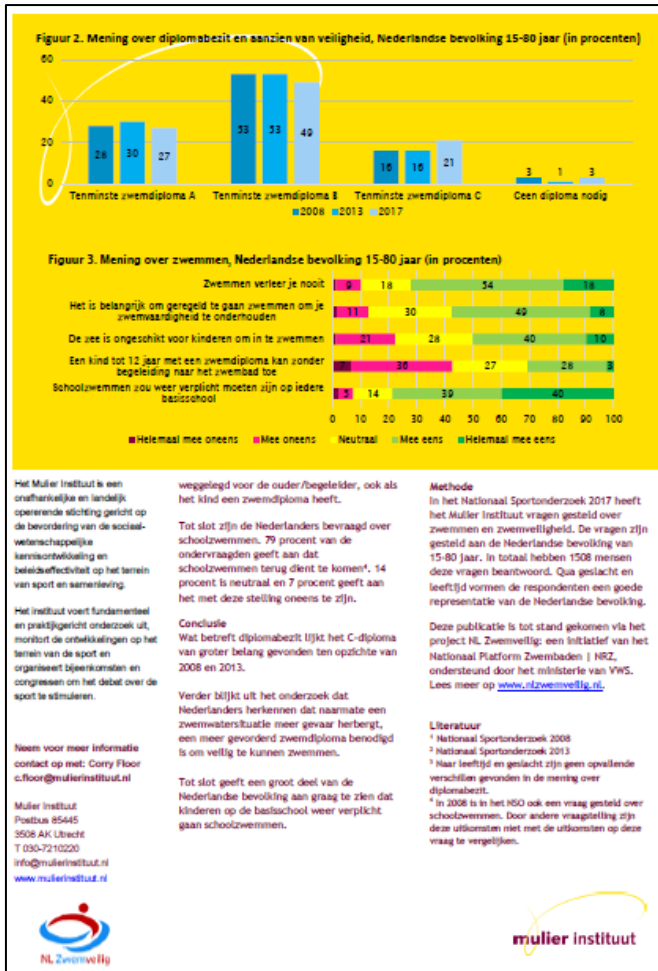 Figuur 2. Mening over diplomabezit en aanzien van veiligheid, Nederlandse bevolking 15-80 jaar (in procenten)
60
40
20
0
28
30
27
53
53
49
16
16
21
3
1
3
Tenminste zwemdiploma A
Tenminste zwemdiploma B
Tenminste zwemdiploma C
Geen diploma nodig
2008 2013 2017
Figuur 3. Mening over zwemmen, Nederlandse bevolking 15-80 jaar (in procenten)
Zwemmen verleer je nooit
9 18 54 18
Het is belangrijk om geregeld te gaan zwemmen om je
zwemvaardigheid te onderhouden
11 30 49 8
De zee is ongeschikt voor kinderen om in te zwemmen
21 28 40 10
Een kind tot 12 jaar met een zwemdiploma kan zonder
begeleiding naar het zwembad toe
7 36 27 28 3
Schoolzwemmen zou weer verplicht moeten zijn op iedere
basisschool
5 14 39 40
0 10 20 30 40 50 60 70 80 90 100
Helemaal mee oneens Mee oneens Neutraal Mee eens Helemaal mee eens
Het Mulier Instituut is een
onafhankelijke en landelijk
opererende stichting gericht op
de bevordering van de sociaal-
wetenschappelijke
kennisontwikkeling en
beleidseffectiviteit op het terrein
van sport en samenleving.
Het instituut voert fundamenteel
en praktijkgericht onderzoek uit,
monitort de ontwikkelingen op het
terrein van de sport en
organiseert bijeenkomsten en
congressen om het debat over de
sport te stimuleren.
Neem voor meer informatie
contact op met: Corry Floor
c.floor@mulierinstituut.nl
Mulier Instituut
Postbus 85445
3508 AK Utrecht
T 030-7210220
info@mulierinstituut.nl
www.mulierinstituut.nl
NL Zwemveilig
weggelegd voor de ouder/begeleider, ook als
het kind een zwemdiploma heeft.
Tot slot zijn de Nederlanders bevraagd over
schoolzwemmen. 79 procent van de
ondervraagden geeft aan dat
schoolzwemmen terug dient te komen⁴. 14
procent is neutraal en 7 procent geeft aan
het met deze stelling oneens te zijn.
Conclusie
Wat betreft diplomabezit lijkt het C-diploma
van groter belang gevonden ten opzichte van
2008 en 2013.
Verder blijkt uit het onderzoek dat
Nederlanders herkennen dat naarmate een
zwemwatersituatie meer gevaar herbergt,
een meer gevorderd zwemdiploma benodigd
is om veilig te kunnen zwemmen.
Tot slot geeft een groot deel van de
Nederlandse bevolking aan graag te zien dat
kinderen op de basisschool weer verplicht
gaan schoolzwemmen.
Methode
In het Nationaal Sportonderzoek 2017 heeft
het Mulier Instituut vragen gesteld over
zwemmen en zwemveiligheid. De vragen zijn
gesteld aan de Nederlandse bevolking van
15-80 jaar. In totaal hebben 1508 mensen
deze vragen beantwoord. Qua geslacht en
leeftijd vormen de respondenten een goede
representatie van de Nederlandse bevolking.
Deze publicatie is tot stand gekomen via het
project NL Zwemveilig: een initiatief van het
Nationaal Platform Zwembaden | NRZ,
ondersteund door het ministerie van VWS.
Lees meer op www.nlzwemveilig.nl.
Literatuur
¹ Nationaal Sportonderzoek 2008
² Nationaal Sportonderzoek 2013
³ Naar leeftijd en geslacht zijn geen opvallende
verschillen gevonden in de mening over
diplomabezit.
⁴ In 2008 is in het NSO ook een vraag gesteld over
schoolzwemmen. Door andere vraagstelling zijn
deze uitkomsten niet met de uitkomsten op deze
vraag te vergelijken.
mulier instituut